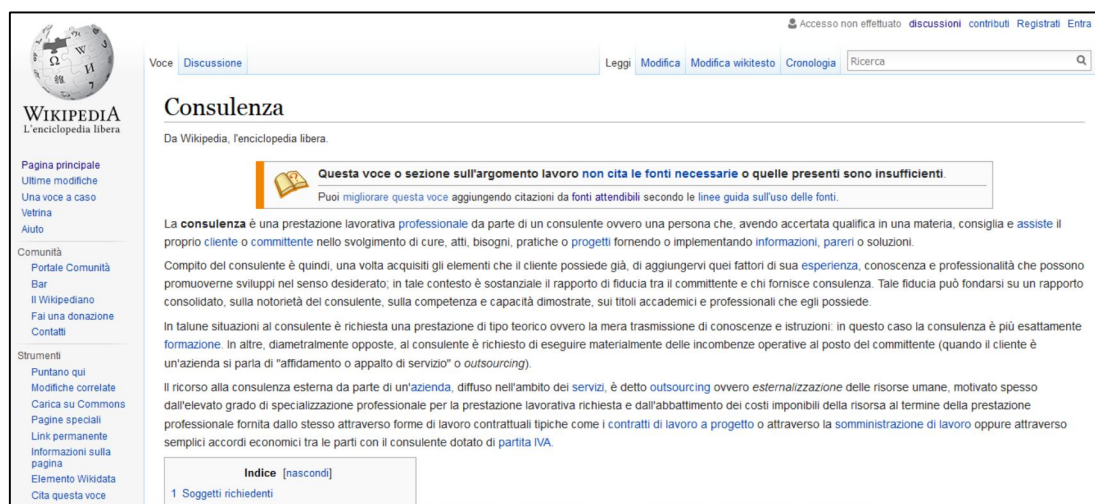 Accesso non effettuato discussioni contributi Registrati Entra
Voce Discussione Leggi Modifica Modifica wikitesto Cronologia Ricerca
WIKIPEDIA
L'enciclopedia libera
Pagina principale
Ultime modifiche
Una voce a caso
Vetrina
Aiuto
Comunità
Portale Comunità
Bar
Il Wikipediano
Fai una donazione
Contatti
Strumenti
Puntano qui
Modifiche correlate
Carica su Commons
Pagine speciali
Link permanente
Informazioni sulla
pagina
Elemento Wikidata
Cita questa voce
Consulenza
Da Wikipedia, l'enciclopedia libera.
Questa voce o sezione sull'argomento lavoro non cita le fonti necessarie o quelle presenti sono insufficienti.
Puoi migliorare questa voce aggiungendo citazioni da fonti attendibili secondo le linee guida sull'uso delle fonti.
La consulenza è una prestazione lavorativa professionale da parte di un consulente ovvero una persona che, avendo accertata qualifica in una materia, consiglia e assiste il
proprio cliente o committente nello svolgimento di cure, atti, bisogni, pratiche o progetti fornendo o implementando informazioni, pareri o soluzioni.
Compito del consulente è quindi, una volta acquisiti gli elementi che il cliente possiede già, di aggiungervi quei fattori di sua esperienza, conoscenza e professionalità che possono
promuoverne sviluppi nel senso desiderato; in tale contesto è sostanziale il rapporto di fiducia tra il committente e chi fornisce consulenza. Tale fiducia può fondarsi su un rapporto
consolidato, sulla notorietà del consulente, sulla competenza e capacità dimostrate, sui titoli accademici e professionali che egli possiede.
In talune situazioni al consulente è richiesta una prestazione di tipo teorico ovvero la mera trasmissione di conoscenze e istruzioni: in questo caso la consulenza è più esattamente
formazione. In altre, diametralmente opposte, al consulente è richiesto di eseguire materialmente delle incombenze operative al posto del committente (quando il cliente è
un'azienda si parla di "affidamento o appalto di servizio" o outsourcing).
Il ricorso alla consulenza esterna da parte di un'azienda, diffuso nell'ambito dei servizi, è detto outsourcing ovvero esternalizzazione delle risorse umane, motivato spesso
dall'elevato grado di specializzazione professionale per la prestazione lavorativa richiesta e dall'abbattimento dei costi imponibili della risorsa al termine della prestazione
professionale fornita dallo stesso attraverso forme di lavoro contrattuali tipiche come i contratti di lavoro a progetto o attraverso la somministrazione di lavoro oppure attraverso
semplici accordi economici tra le parti con il consulente dotato di partita IVA.
Indice [nascondi]
1 Soggetti richiedenti